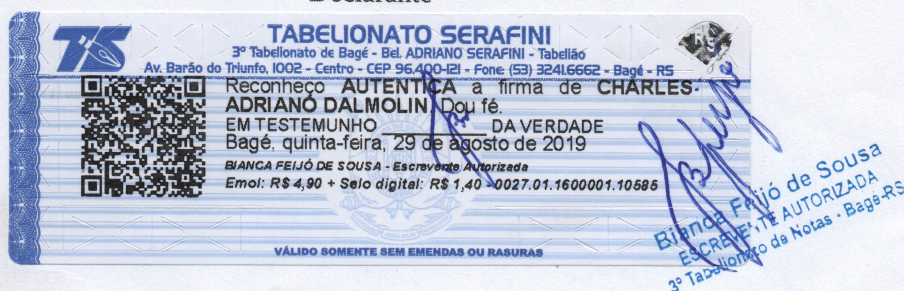 Declarante
TS
TABELIONATO SERAFINI
3º Tabelionato de Bagé - Bel. ADRIANO SERAFINI - Tabelião
Av. Barão do Triunfo, 1002 - Centro - CEP 96.400-121 - Fone: (53) 3241.6662 - Bagé - RS
RS
Reconheço AUTENTICA a firma de CHARLES-
ADRIANO DALMOLIN. Dou fé.
EM TESTEMUNHO ____________ DA VERDADE
Bagé, quinta-feira, 29 de agosto de 2019
BIANCA FEIJÓ DE SOUSA - Escrevente Autorizada
Emol: R$ 4,90 + Selo digital: R$ 1,40 - 0027.01.1600001.10585
VÁLIDO SOMENTE SEM EMENDAS OU RASURAS
Bianca Feijó de Sousa
ESCREVENTE AUTORIZADA
3º Tabelionato de Notas - Bagé-RS